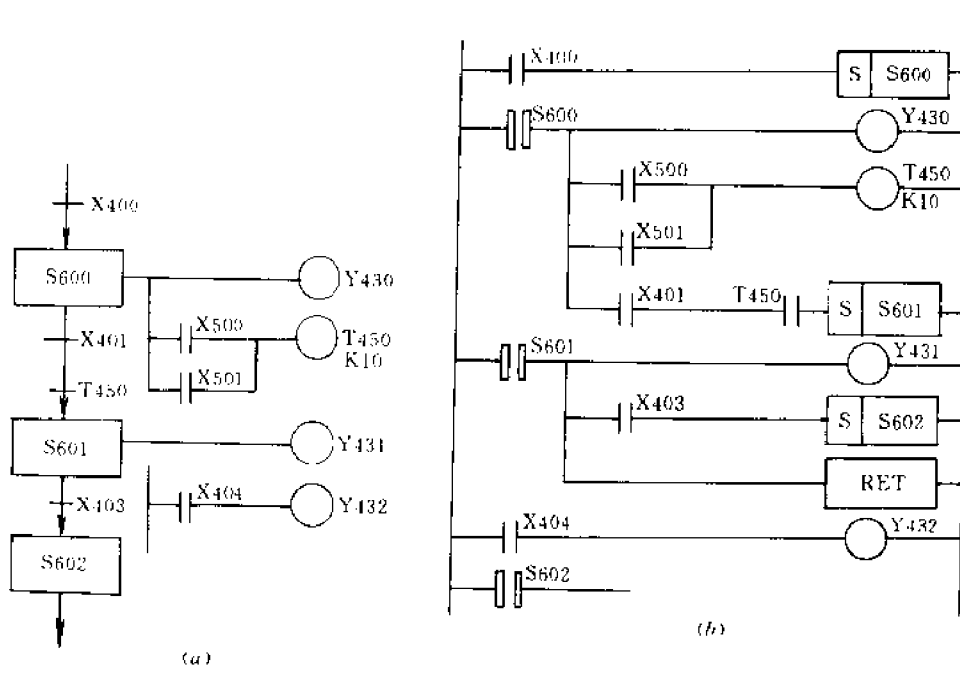 X400
S600
Y430
X401
X500
T450
K10
X501
T450
S601
Y431
X403
X404
Y432
S602
(a)
X400
S S600
S600
Y430
X500
T450
K10
X501
X401
T450
S S601
S601
Y431
X403
S S602
RET
X404
Y432
S602
(b)